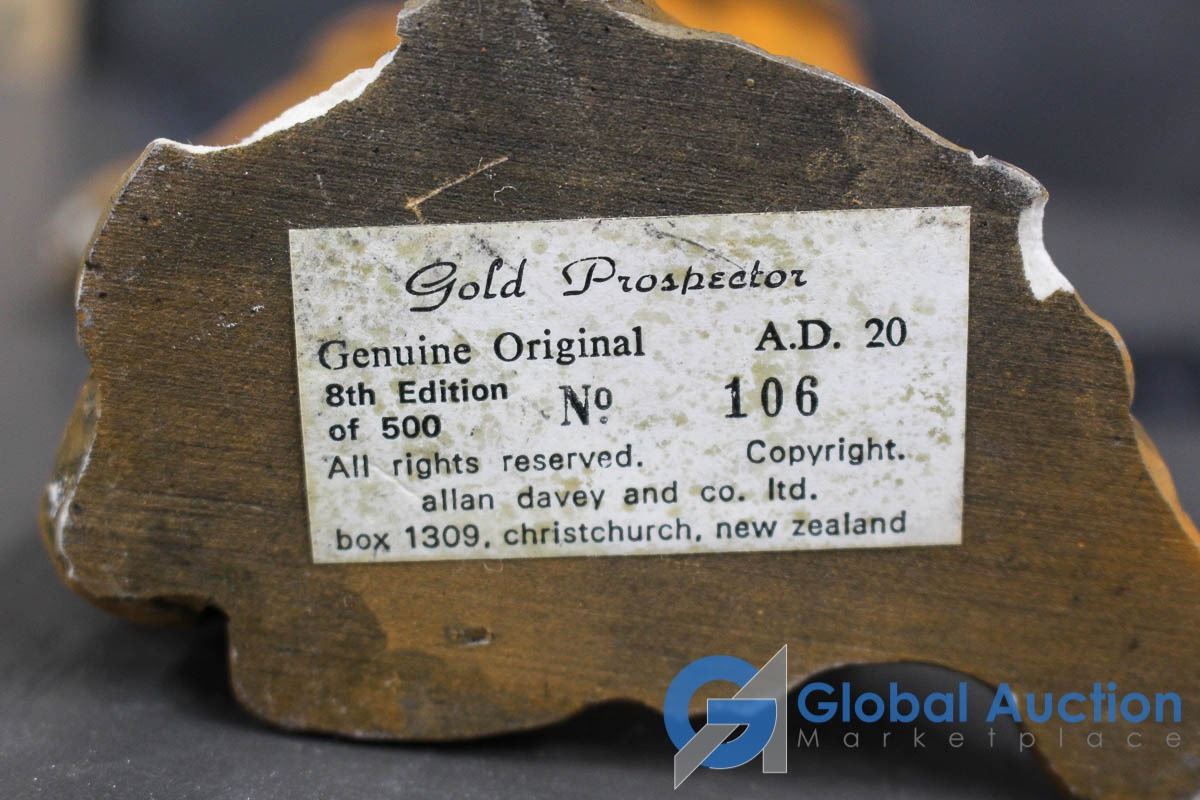 Gold Prospector
Genuine Original A.D. 20
8th Edition of 500 Nº 106
All rights reserved. Copyright.
allan davey and co. ltd.
box 1309, christchurch, new zealand
Global Auction
Marketplace